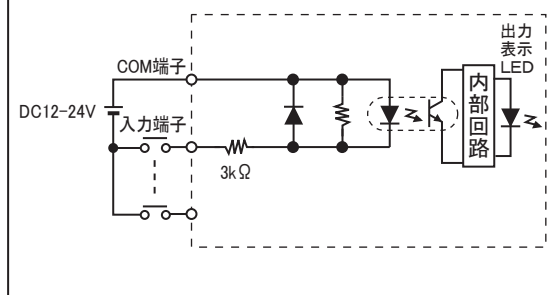 出力
表示
LED
COM端子
DC12-24V
入力端子
3kΩ
内部回路